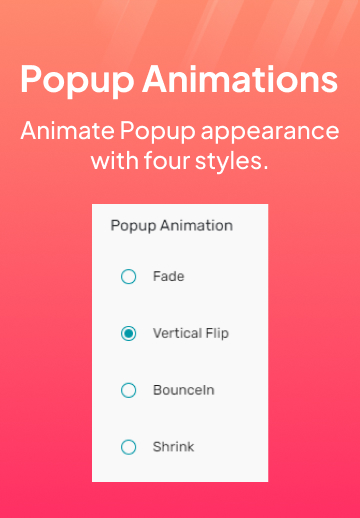 Popup Animations
Animate Popup appearance
with four styles.
Popup Animation
Fade
Vertical Flip
BounceIn
Shrink